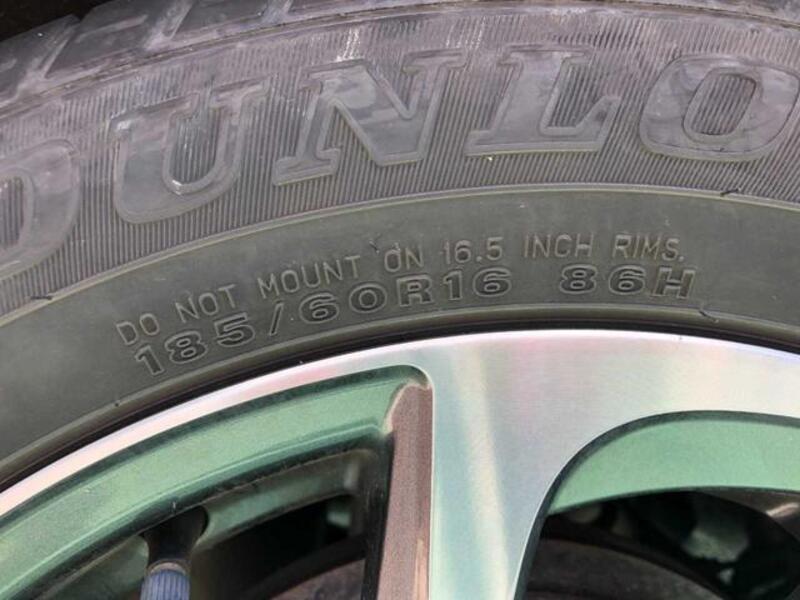 DUNLO
DO NOT MOUNT ON 16.5 INCH RIMS.
185/60R16 86H